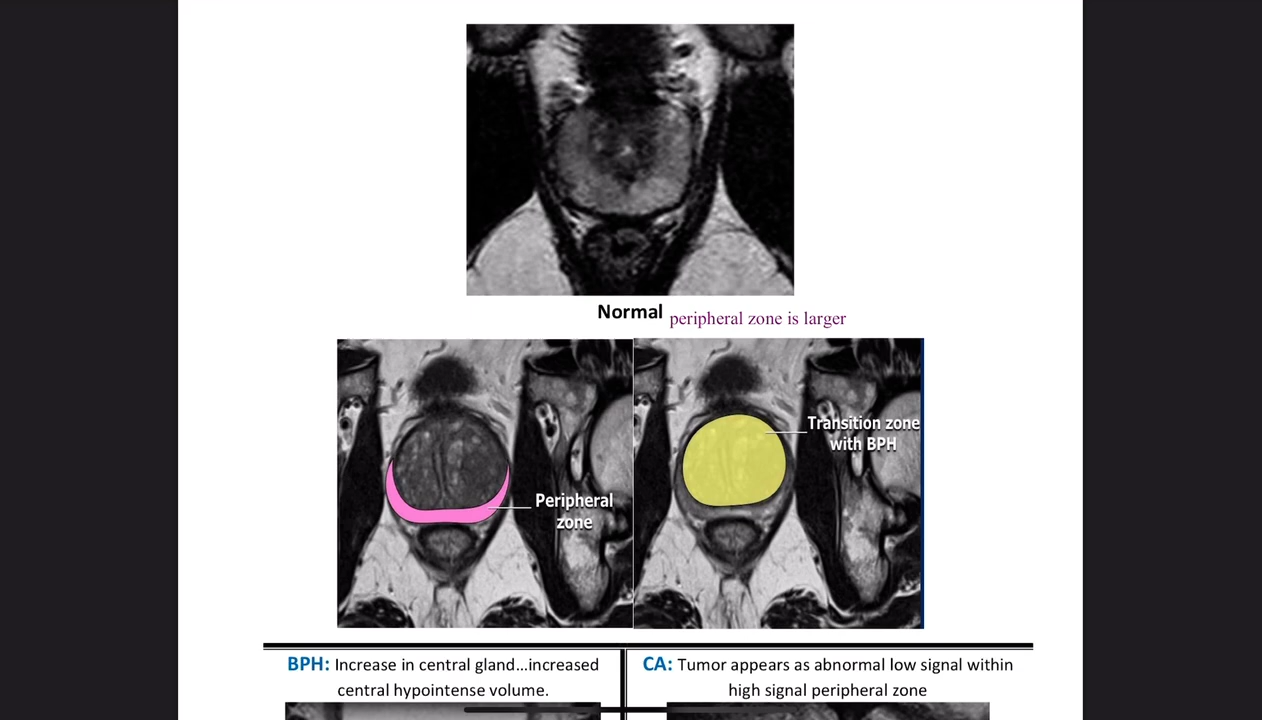 Normal peripheral zone is larger
Transition zone
with BPH
Peripheral
zone
BPH: Increase in central gland...increased
central hypointense volume.
CA: Tumor appears as abnormal low signal within
high signal peripheral zone